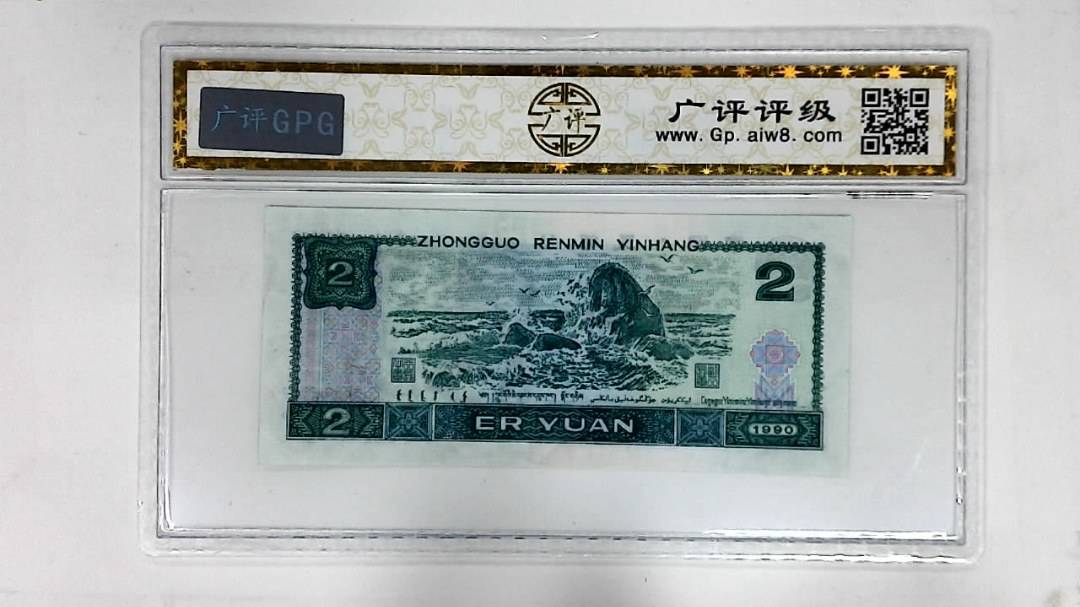 广评GPG
广评
广评评级
www.Gp.aiw8.com
ZHONGGUO RENMIN YINHANG
2
2
2
ER YUAN
1990